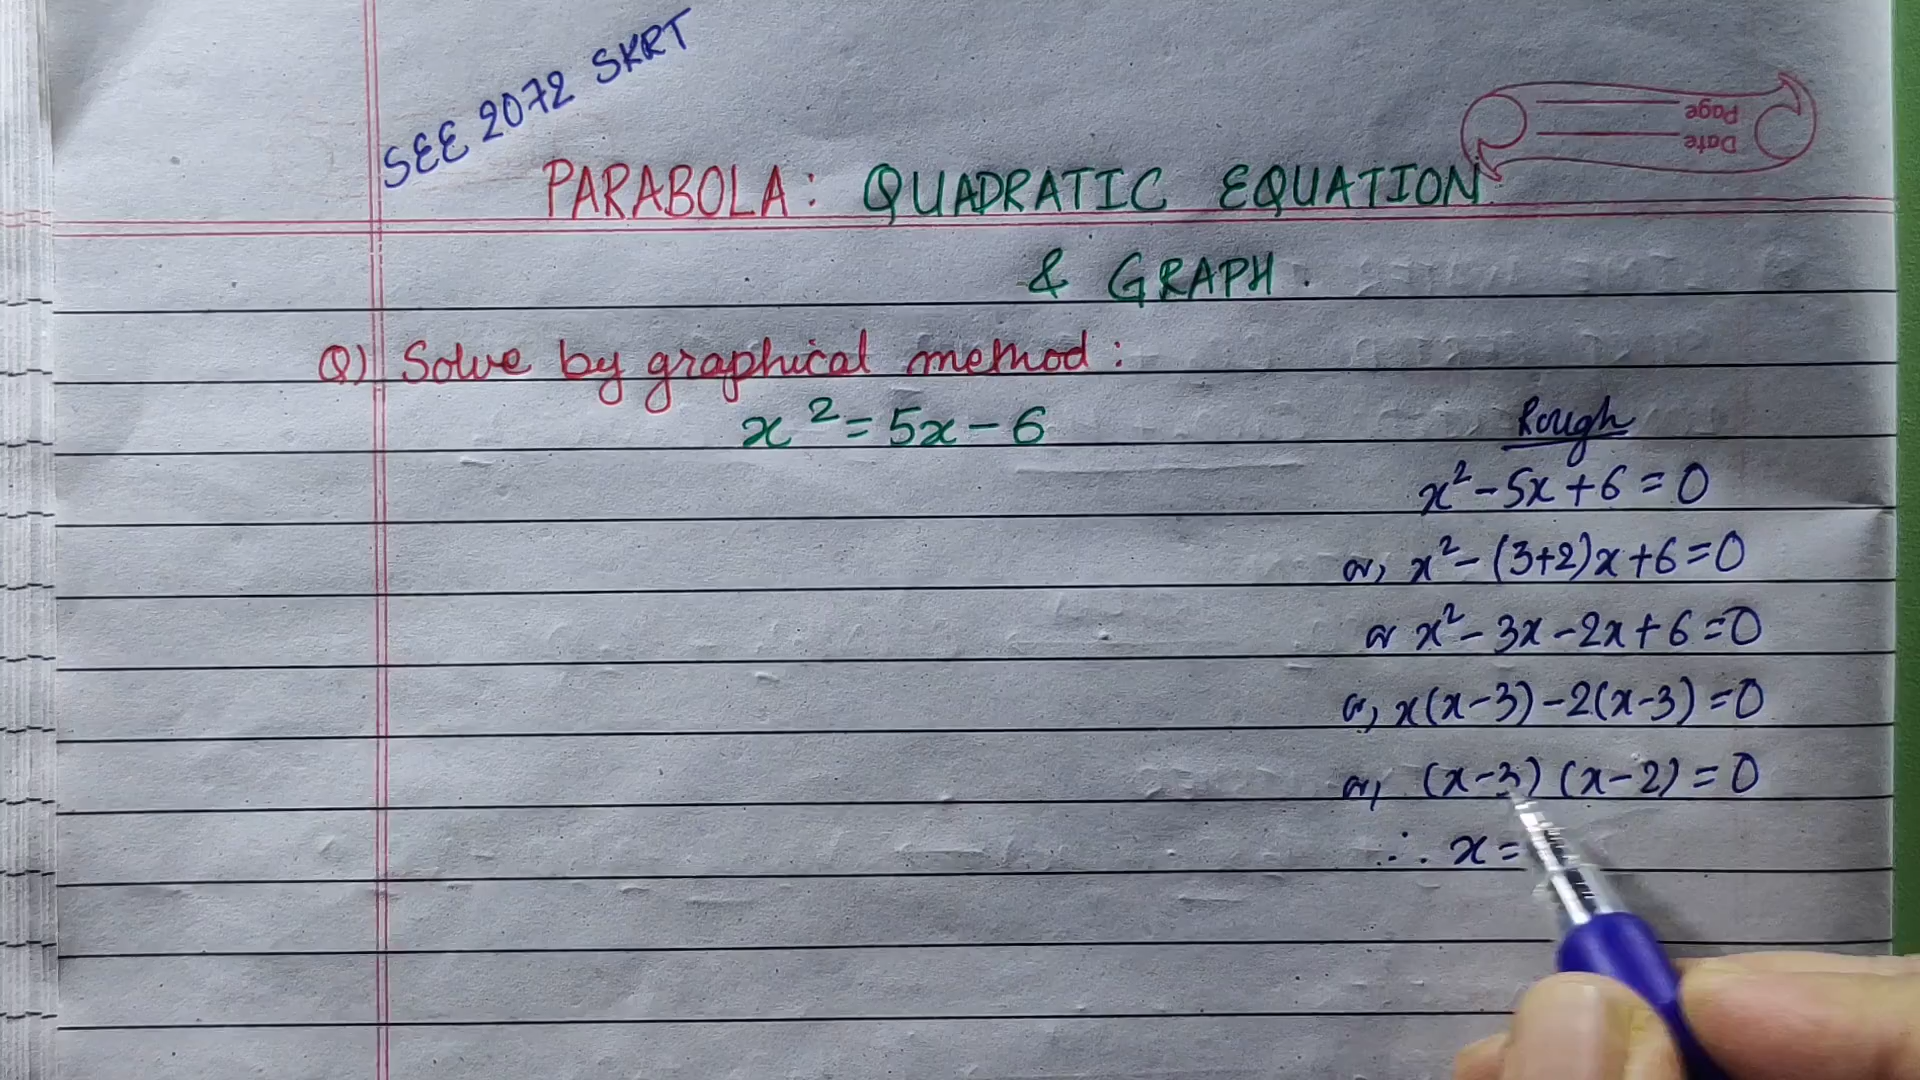 SEE 2072 SKRT
Page
Date
PARABOLA: QUADRATIC EQUATION
& GRAPH.
Q) Solve by graphical method:
x² = 5x - 6
Rough
x² - 5x + 6 = 0
or, x² - (3+2)x + 6 = 0
or x² - 3x - 2x + 6 = 0
or, x(x-3) - 2(x-3) = 0
or, (x-3) (x-2) = 0
∴ x =